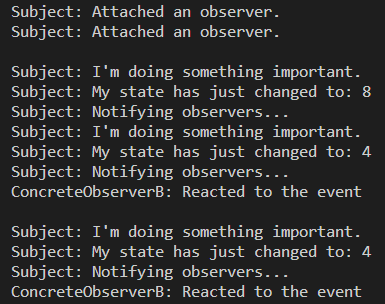 Subject: Attached an observer.
Subject: Attached an observer.
Subject: I'm doing something important.
Subject: My state has just changed to: 8
Subject: Notifying observers...
Subject: I'm doing something important.
Subject: My state has just changed to: 4
Subject: Notifying observers...
ConcreteObserverB: Reacted to the event
Subject: I'm doing something important.
Subject: My state has just changed to: 4
Subject: Notifying observers...
ConcreteObserverB: Reacted to the event